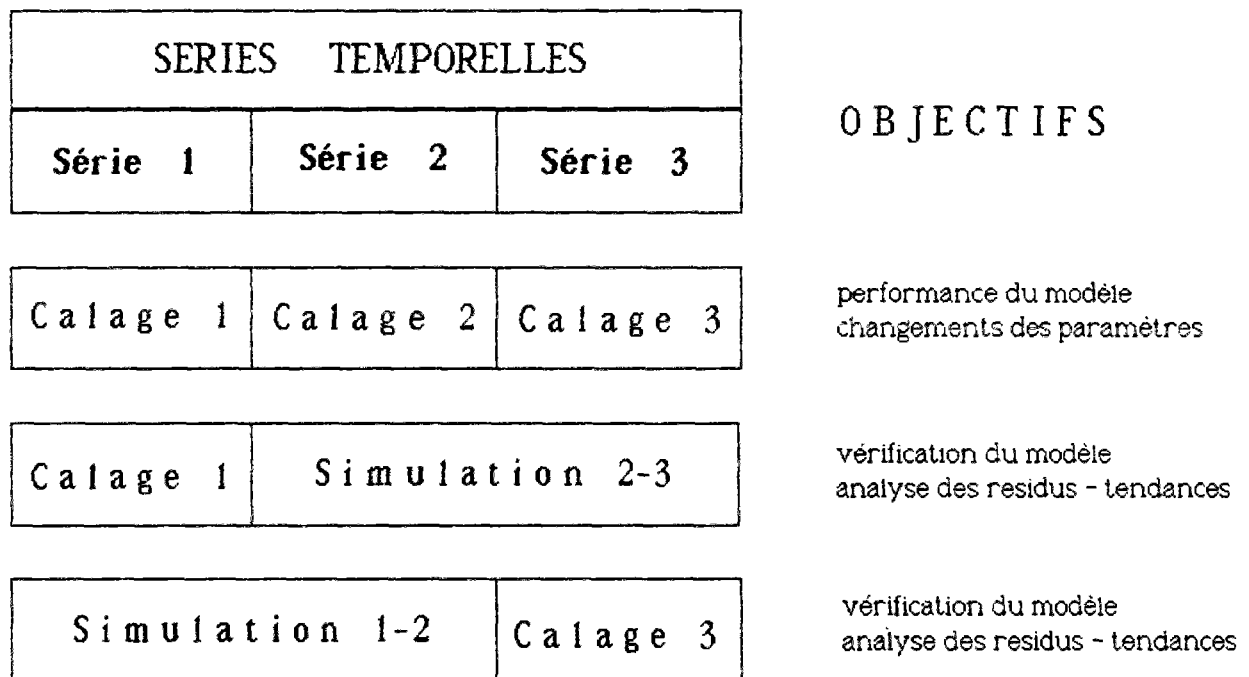 SERIES TEMPORELLES
OBJECTIFS
Série 1 Série 2 Série 3
Calage 1 Calage 2 Calage 3
performance du modèle
changements des paramètres
Calage 1 Simulation 2-3
vérification du modèle
analyse des residus - tendances
Simulation 1-2 Calage 3
vérification du modèle
analyse des residus - tendances